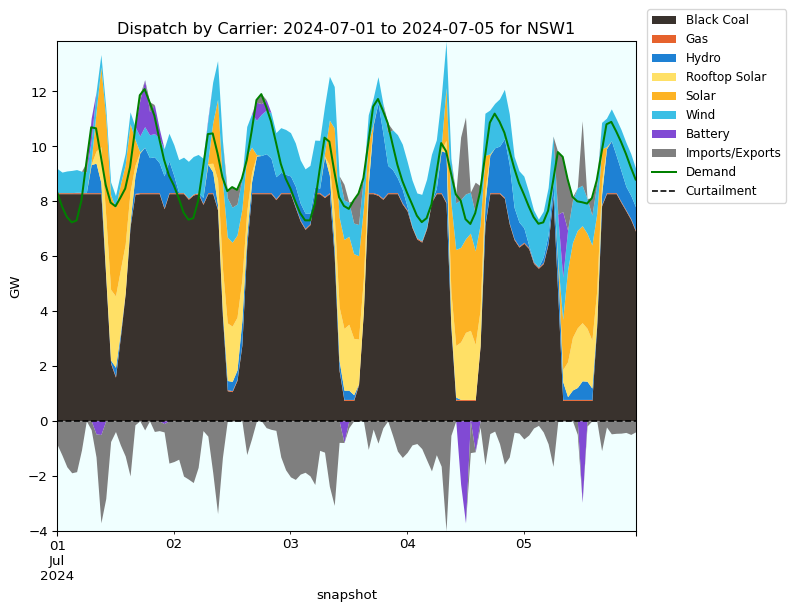 Dispatch by Carrier: 2024-07-01 to 2024-07-05 for NSW1
Black Coal
Gas
Hydro
Rooftop Solar
Solar
Wind
Battery
Imports/Exports
Demand
Curtailment
GW
12
10
8
6
4
2
0
−2
−4
01
Jul
2024
02
03
04
05
snapshot